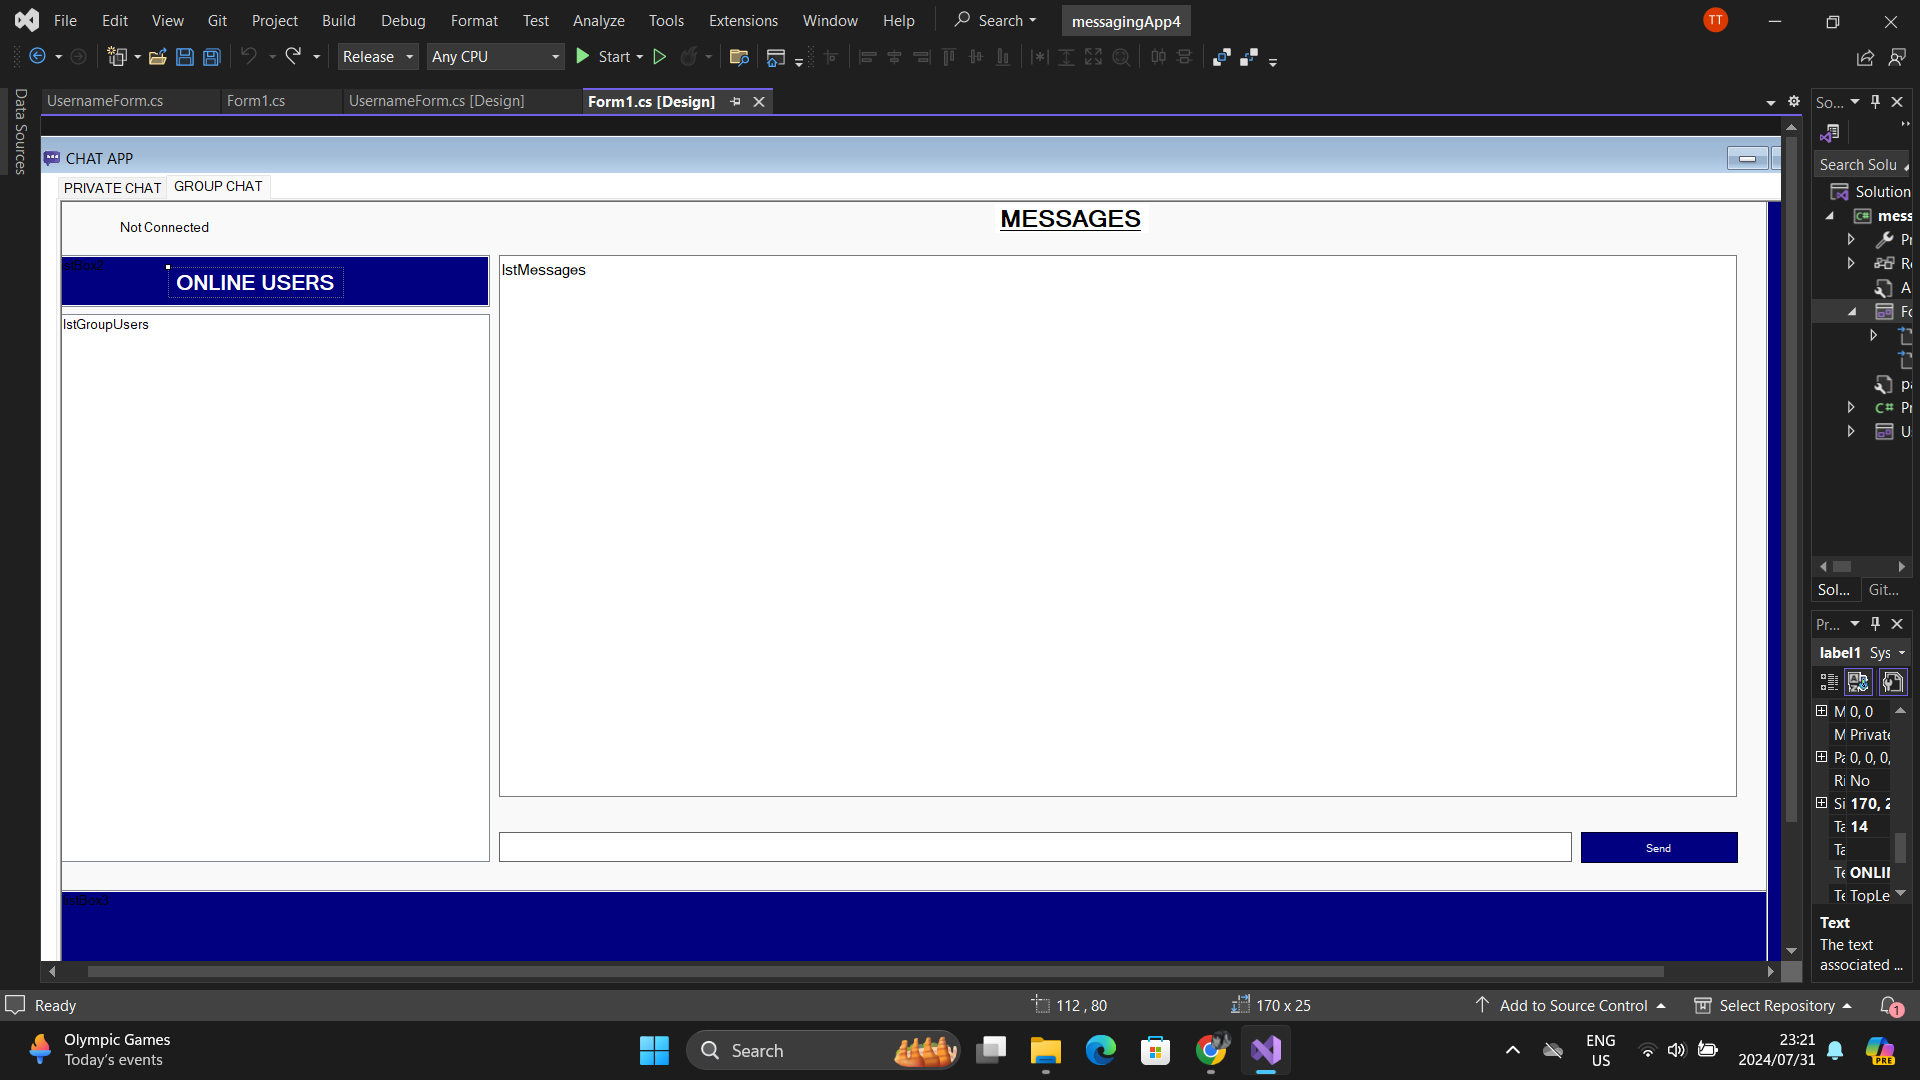 File Edit View Git Project Build Debug Format Test Analyze Tools Extensions Window Help Search messagingApp4 TT
Release Any CPU Start
Data Sources
UsernameForm.cs Form1.cs UsernameForm.cs [Design] Form1.cs [Design]
So...
CHAT APP
PRIVATE CHAT GROUP CHAT
Search Solu
Not Connected
MESSAGES
Solution
C# mess
Pr
Re
A
Fo
pa
C# Pr
U
ONLINE USERS
lstMessages
lstGroupUsers
Send
Sol... Git...
Pr...
label1 Sys
M 0, 0
M Private
Pa 0, 0, 0,
Ri No
Si 170, 2
Ta 14
Ta
Te ONLIN
Te TopLe
Text
The text
associated ...
Ready 112 , 80 170 x 25 Add to Source Control Select Repository 1
Olympic Games
Today's events
Search
ENG
US
23:21
2024/07/31
PRE